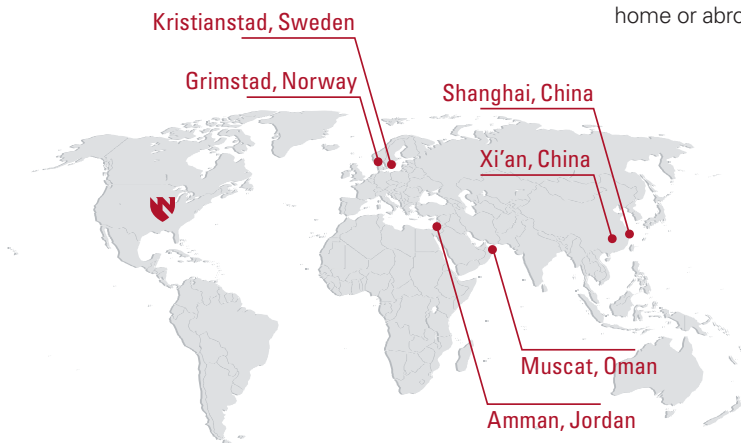 home or abro
Kristianstad, Sweden
Grimstad, Norway
Shanghai, China
Xi'an, China
Muscat, Oman
Amman, Jordan